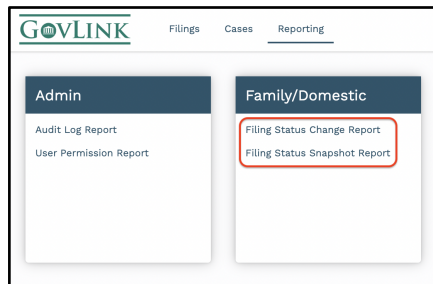 GOVLINK
Filings Cases Reporting
Admin
Audit Log Report
User Permission Report
Family/Domestic
Filing Status Change Report
Filing Status Snapshot Report